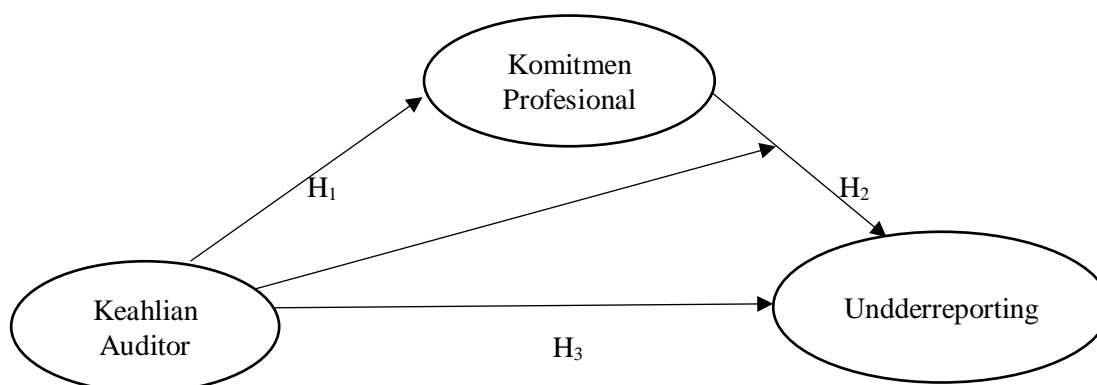 Komitmen
Profesional
H₁
H₂
Keahlian
Auditor
Undderreporting
H₃